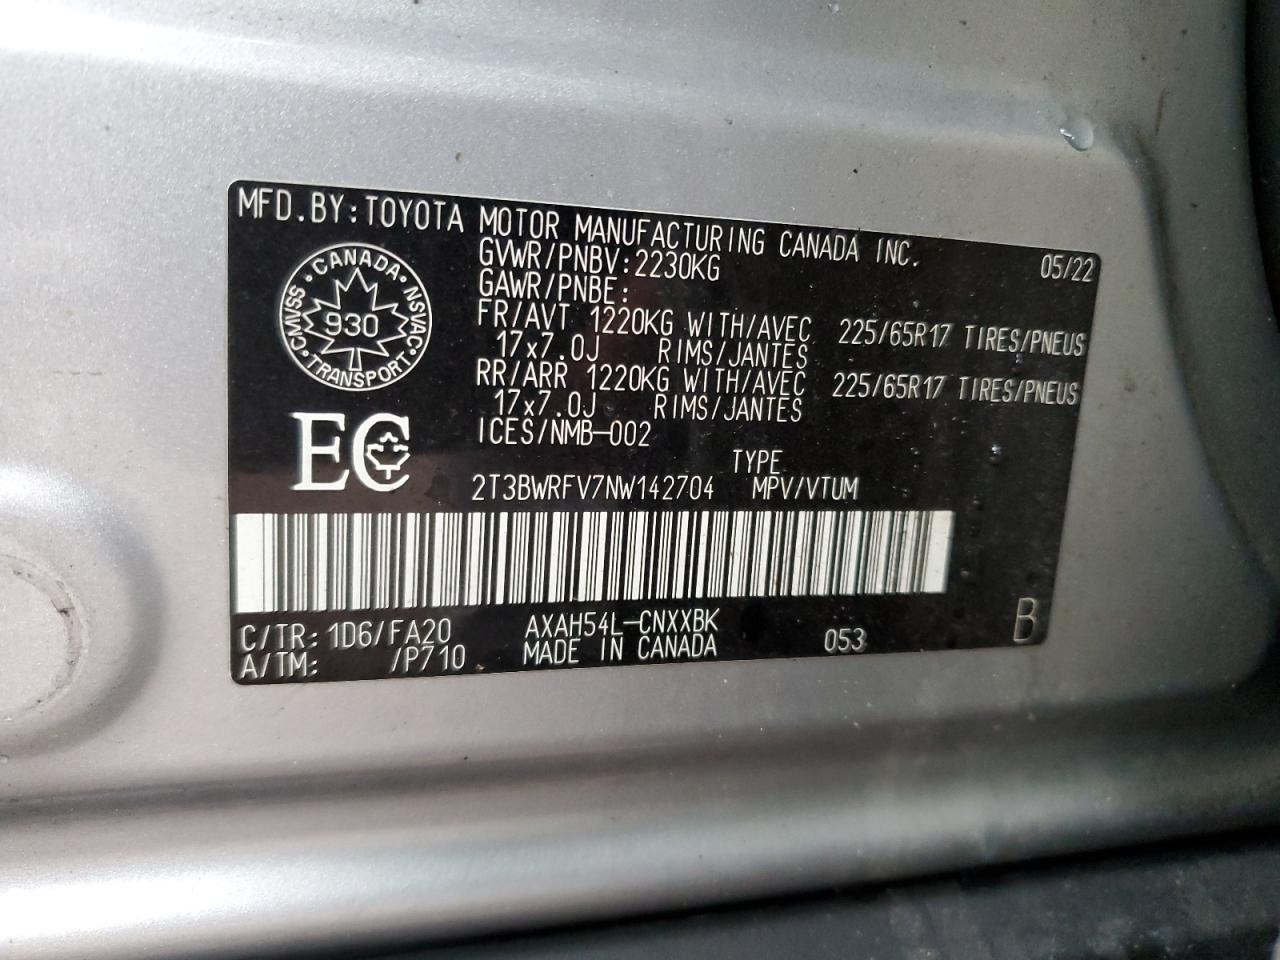 MFD.BY:TOYOTA MOTOR MANUFACTURING CANADA INC.
GVWR/PNBV:2230KG 05/22
GAWR/PNBE:
FR/AVT 1220KG WITH/AVEC 225/65R17 TIRES/PNEUS
17x7.0J RIMS/JANTES
RR/ARR 1220KG WITH/AVEC 225/65R17 TIRES/PNEUS
17x7.0J RIMS/JANTES
ICES/NMB-002
CANADA
CMVSS 930 NSVAC
TRANSPORT
EC
TYPE
2T3BWRFV7NW142704 MPV/VTUM
C/TR: 1D6/FA20 AXAH54L-CNXXBK 053 B
A/TM: /P710 MADE IN CANADA